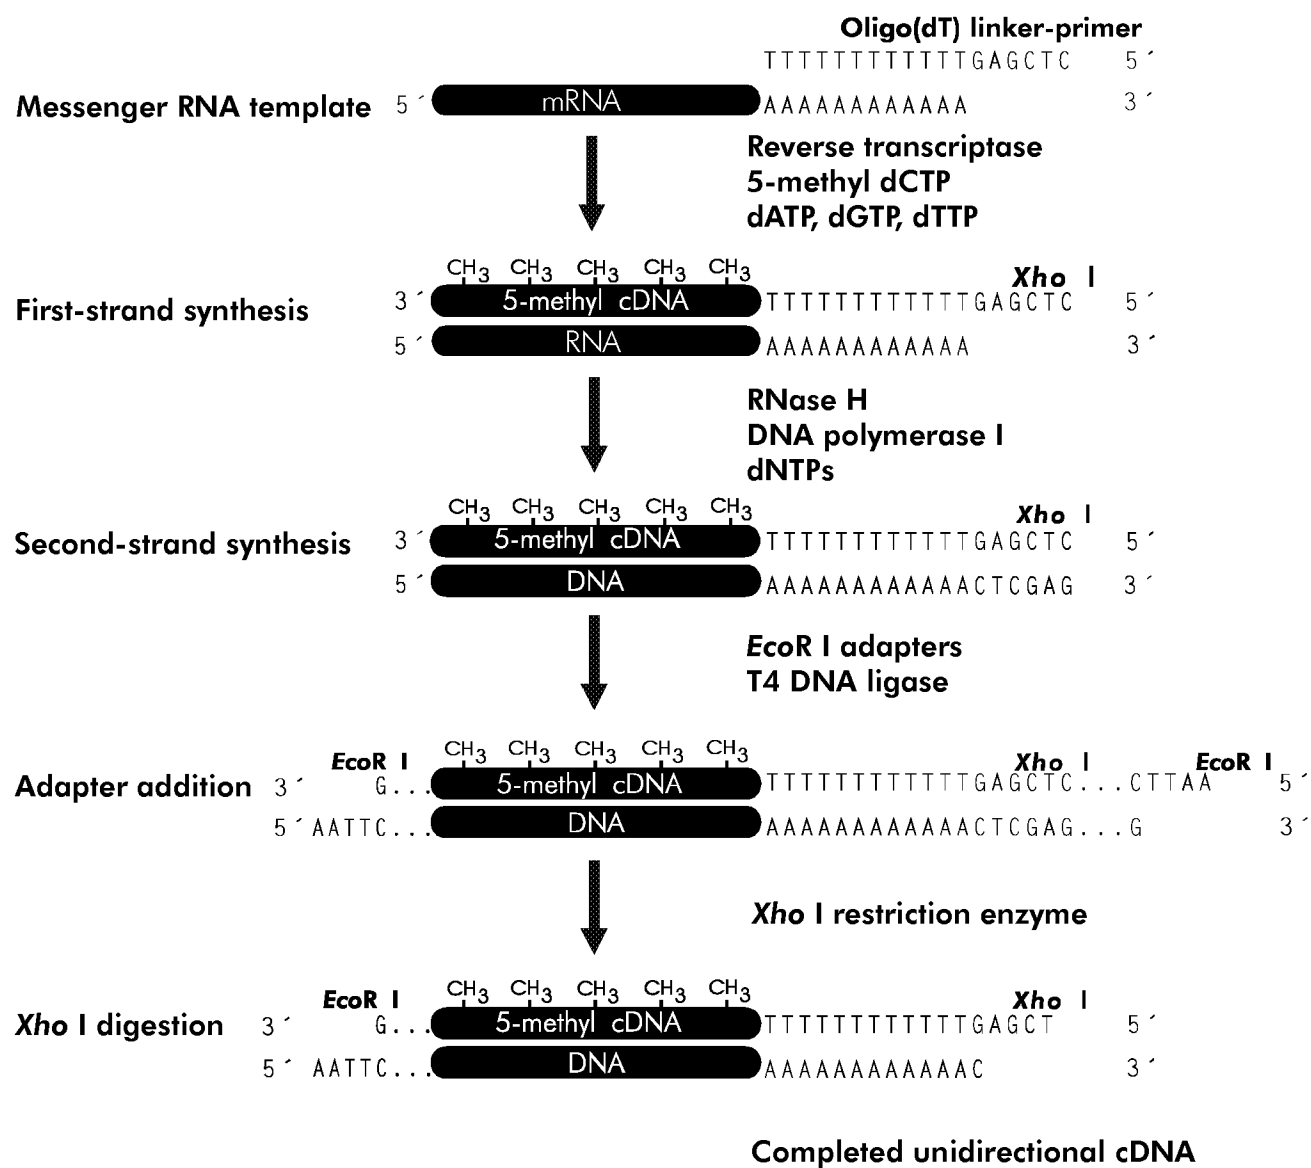 Oligo(dT) linker-primer
TTTTTTTTTTTTGAGCTC 5´
Messenger RNA template 5´ mRNA AAAAAAAAAAAA 3´
Reverse transcriptase
5-methyl dCTP
dATP, dGTP, dTTP
CH3 CH3 CH3 CH3 CH3 Xho I
First-strand synthesis 3´ 5-methyl cDNA TTTTTTTTTTTTGAGCTC 5´
5´ RNA AAAAAAAAAAAA 3´
RNase H
DNA polymerase I
dNTPs
CH3 CH3 CH3 CH3 CH3 Xho I
Second-strand synthesis 3´ 5-methyl cDNA TTTTTTTTTTTTGAGCTC 5´
5´ DNA AAAAAAAAAAAACTCGAG 3´
EcoR I adapters
T4 DNA ligase
EcoR I CH3 CH3 CH3 CH3 CH3 Xho I EcoR I
Adapter addition 3´ G... 5-methyl cDNA TTTTTTTTTTTTGAGCTC...CTTAA 5´
5´ AATTC... DNA AAAAAAAAAAAACTCGAG...G 3´
Xho I restriction enzyme
EcoR I CH3 CH3 CH3 CH3 CH3 Xho I
Xho I digestion 3´ G... 5-methyl cDNA TTTTTTTTTTTTGAGCT 5´
5´ AATTC... DNA AAAAAAAAAAAAC 3´
Completed unidirectional cDNA